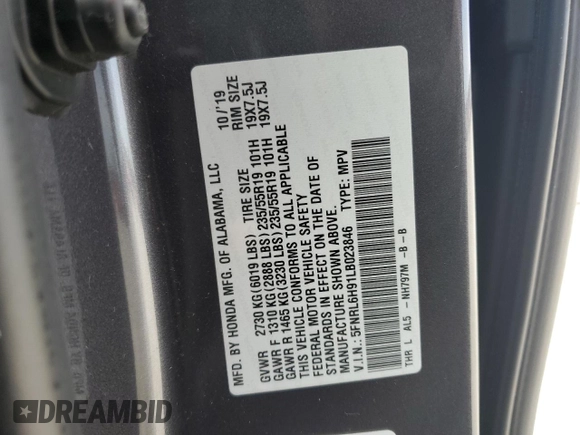 MFD. BY HONDA MFG. OF ALABAMA, LLC 10/'19
GVWR 2730 KG(6019 LBS) TIRE SIZE RIM SIZE
GAWR F 1310 KG(2888 LBS) 235/55R19 101H 19X7.5J
GAWR R 1465 KG(3230 LBS) 235/55R19 101H 19X7.5J
THIS VEHICLE CONFORMS TO ALL APPLICABLE
FEDERAL MOTOR VEHICLE SAFETY
STANDARDS IN EFFECT ON THE DATE OF
MANUFACTURE SHOWN ABOVE.
V.I.N.: 5FNRL6H91LB023846 TYPE: MPV
THR L AL5 - NH797M -B-B
DREAMBID